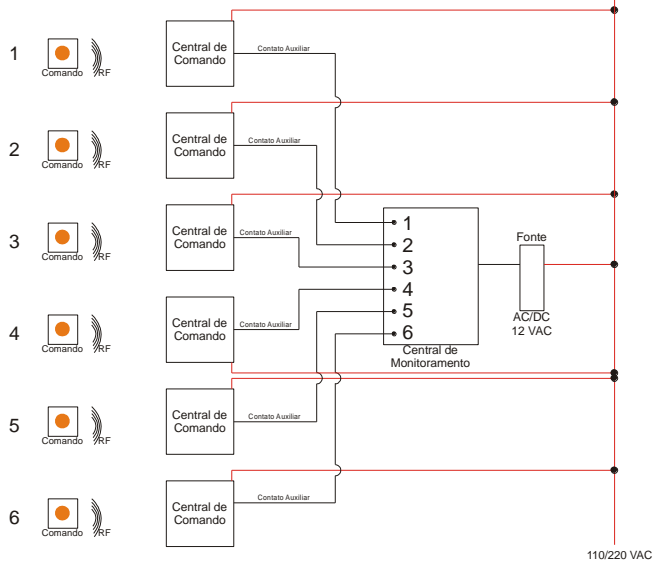 1
Comando
RF
Central de
Comando
Contato Auxiliar
2
Comando
RF
Central de
Comando
Contato Auxiliar
3
Comando
RF
Central de
Comando
Contato Auxiliar
4
Comando
RF
Central de
Comando
Contato Auxiliar
5
Comando
RF
Central de
Comando
Contato Auxiliar
6
Comando
RF
Central de
Comando
Contato Auxiliar
1
2
3
4
5
6
Central de
Monitoramento
Fonte
AC/DC
12 VAC
110/220 VAC